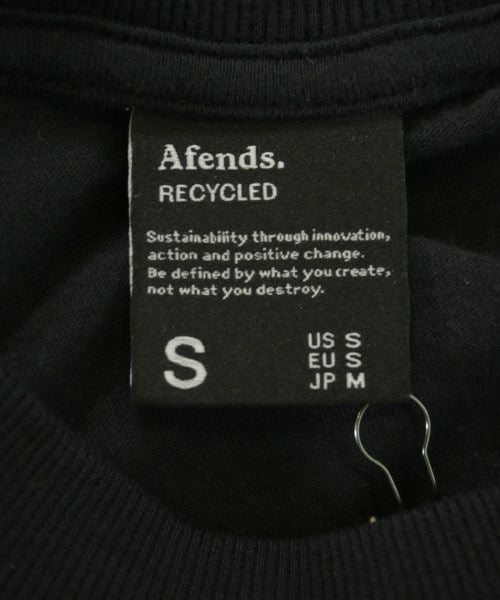 Afends.
RECYCLED
Sustainability through innovation,
action and positive change.
Be defined by what you create,
not what you destroy.
S
US S
EU S
JP M